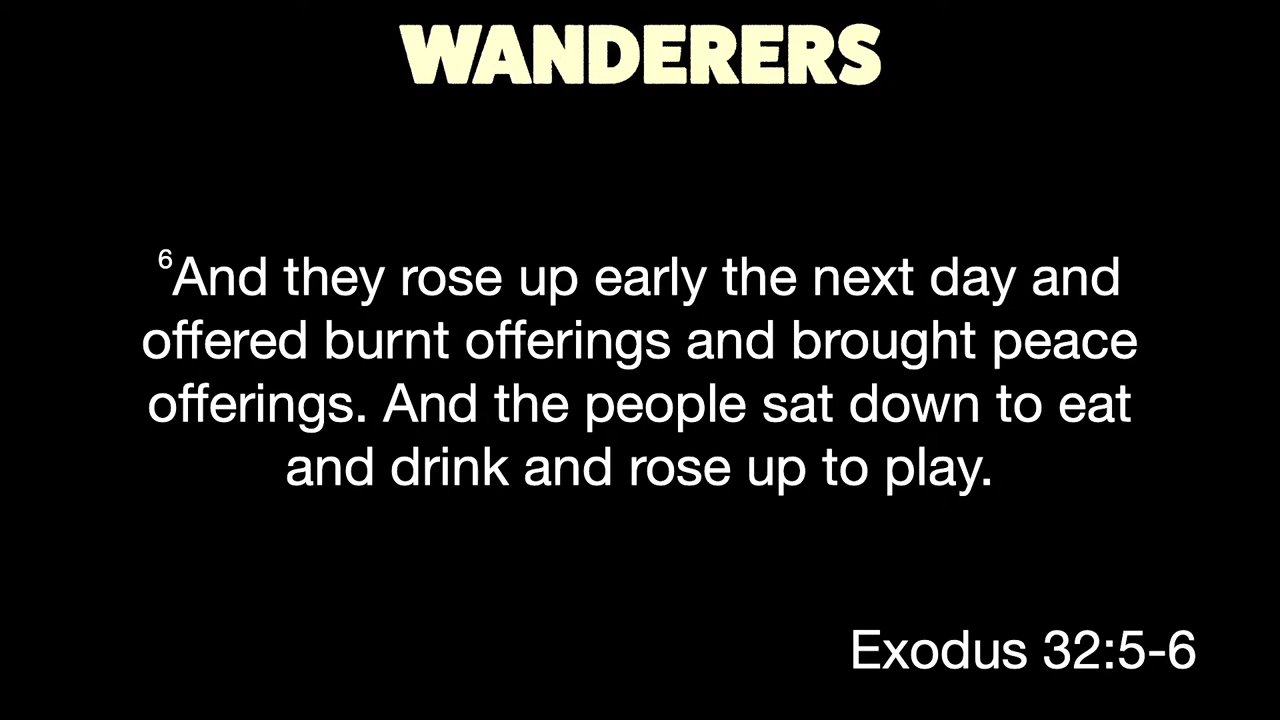 WANDERERS
6And they rose up early the next day and
offered burnt offerings and brought peace
offerings. And the people sat down to eat
and drink and rose up to play.
Exodus 32:5-6